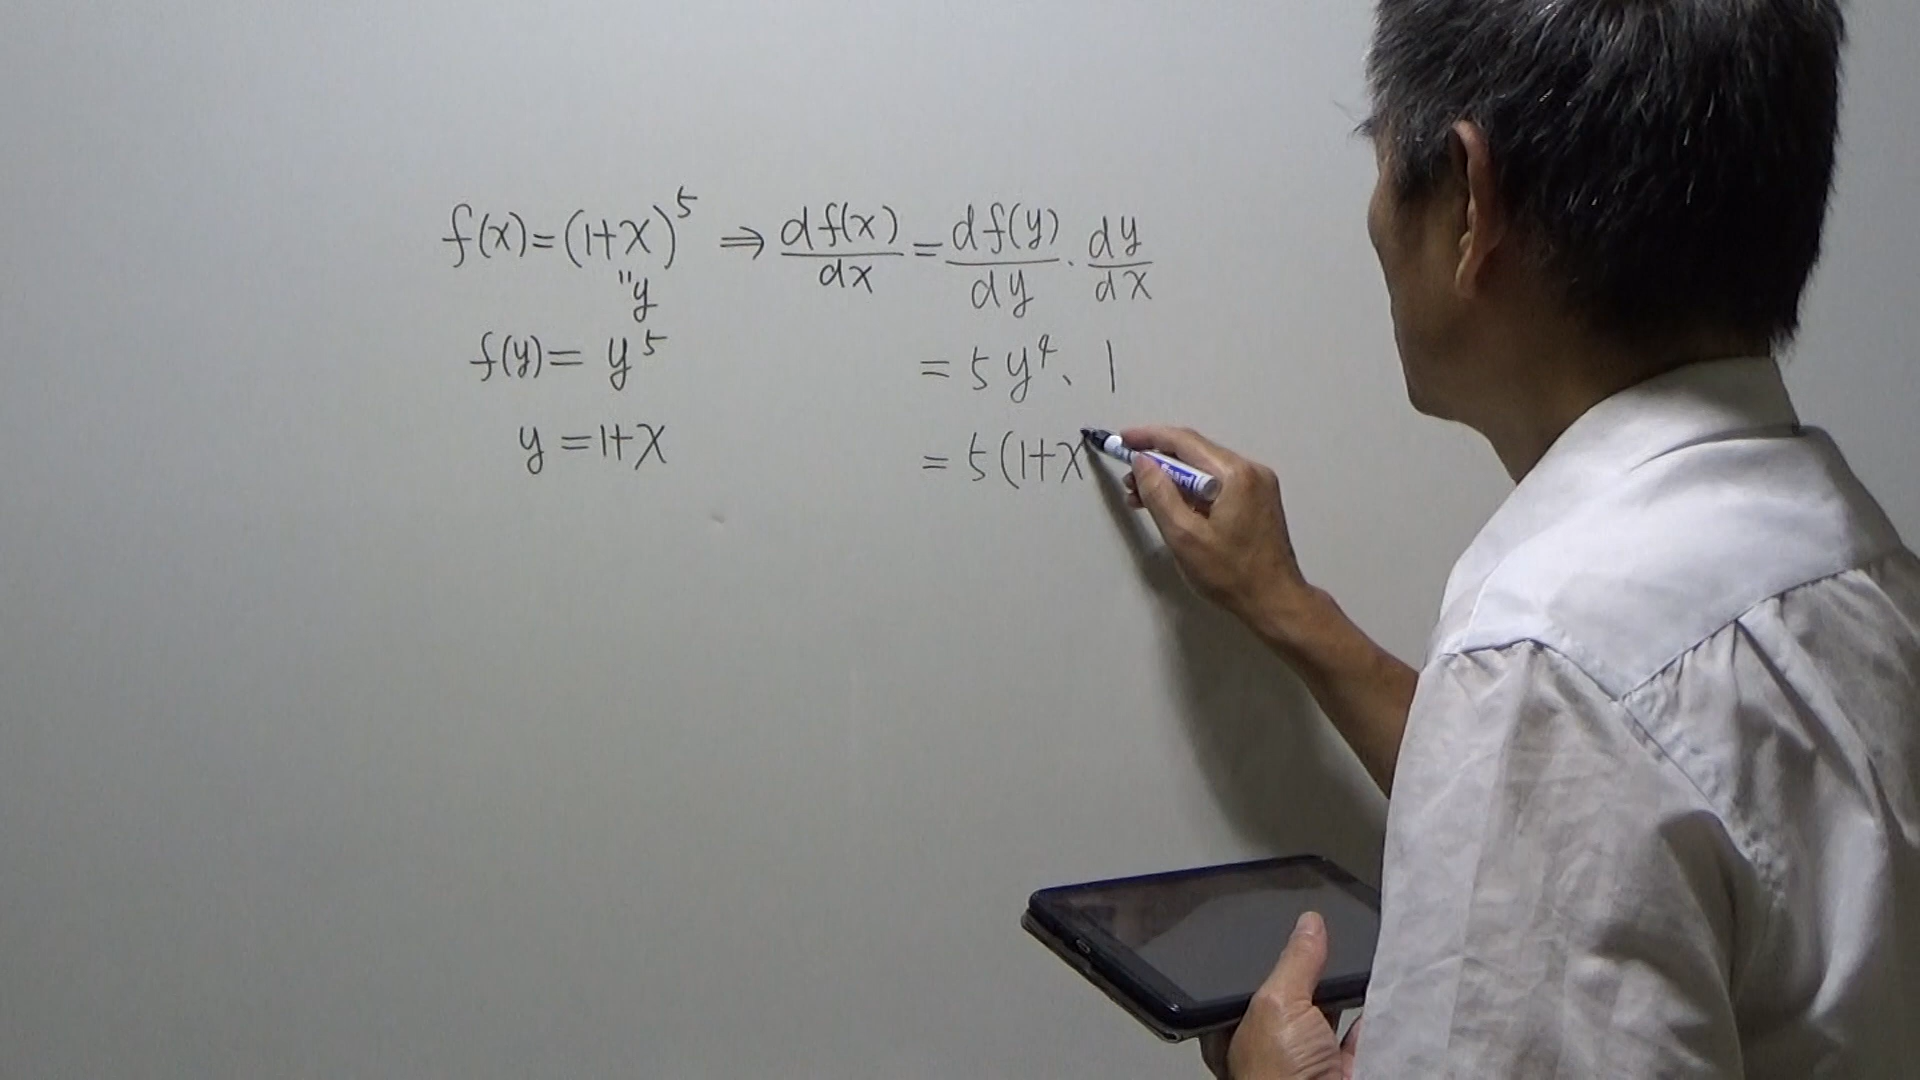 f(x)=(1+x)^5 ⇒ df(x)/dx = df(y)/dy · dy/dx
"y
f(y)= y^5 = 5y^4 · 1
y =1+x = 5(1+x